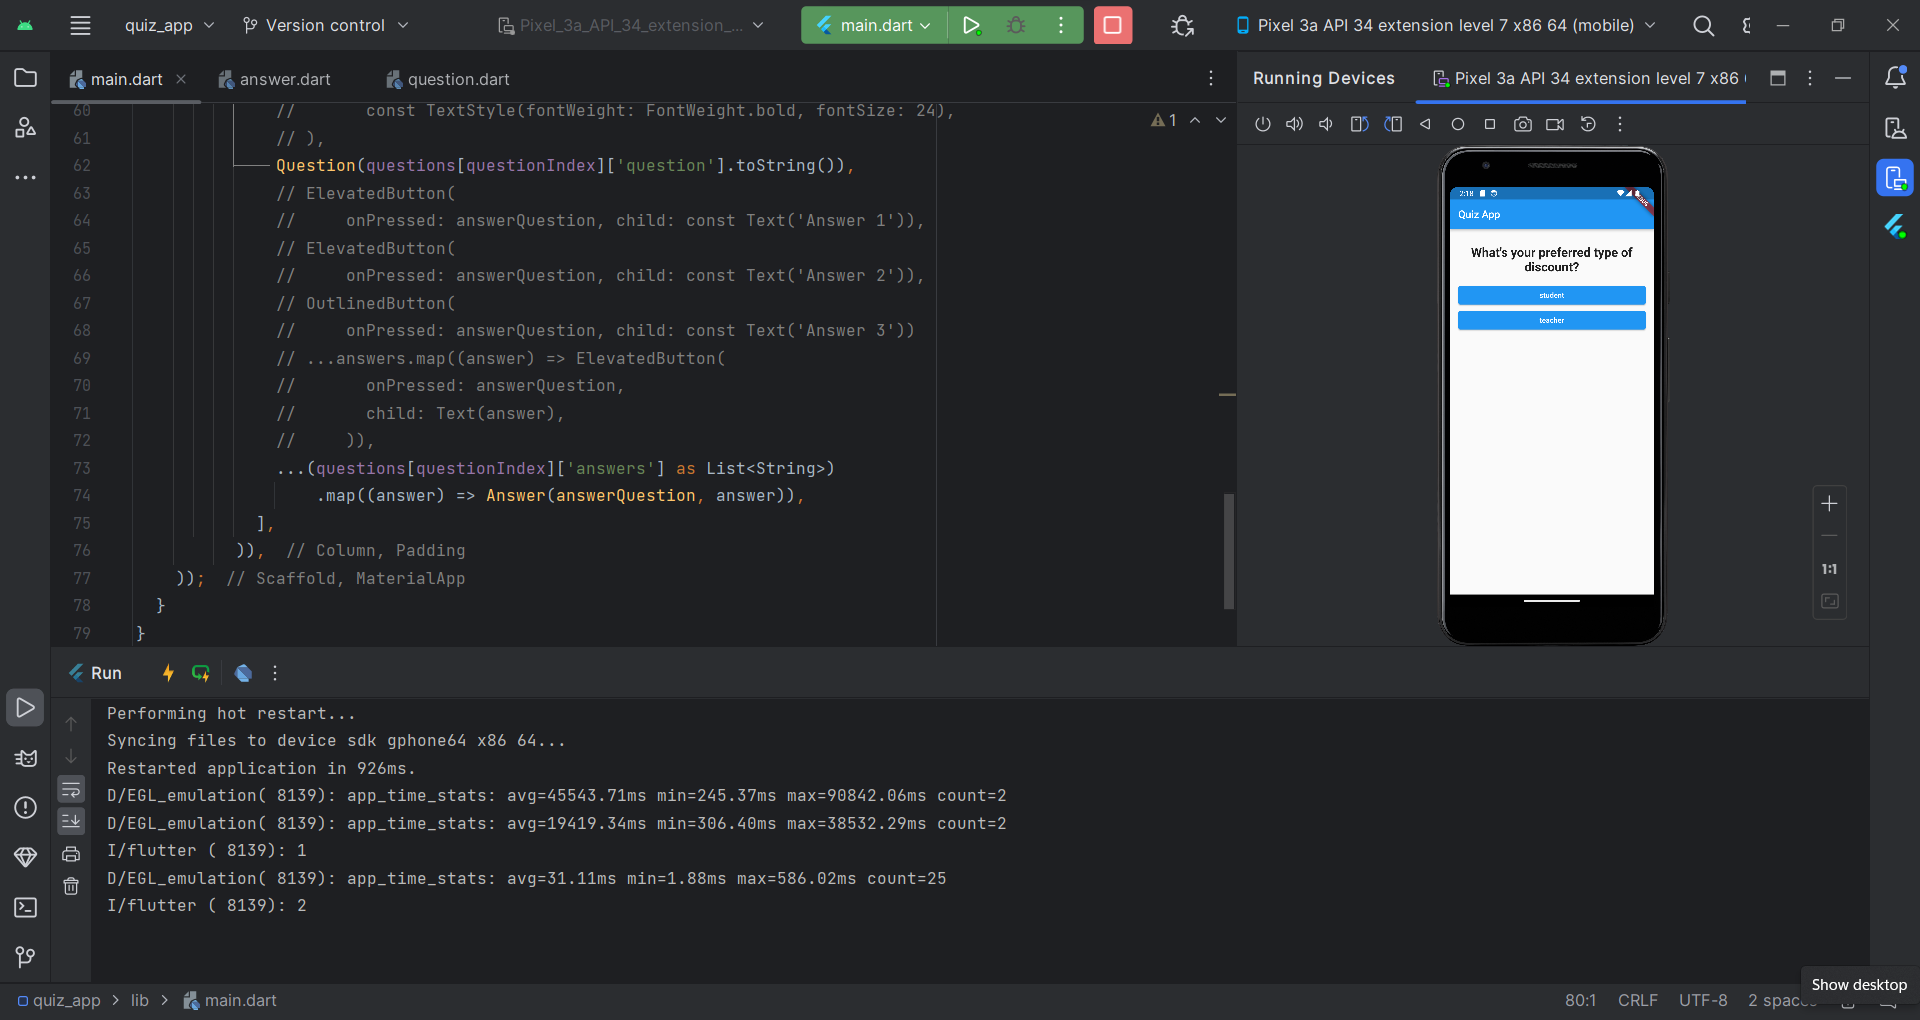 quiz_app
Version control
Pixel_3a_API_34_extension_...
main.dart
Pixel 3a API 34 extension level 7 x86 64 (mobile)
main.dart
answer.dart
question.dart
Running Devices
Pixel 3a API 34 extension level 7 x86
60 // const TextStyle(fontWeight: FontWeight.bold, fontSize: 24),
61 // ),
62 Question(questions[questionIndex]['question'].toString()),
63 // ElevatedButton(
64 // onPressed: answerQuestion, child: const Text('Answer 1')),
65 // ElevatedButton(
66 // onPressed: answerQuestion, child: const Text('Answer 2')),
67 // OutlinedButton(
68 // onPressed: answerQuestion, child: const Text('Answer 3'))
69 // ...answers.map((answer) => ElevatedButton(
70 // onPressed: answerQuestion,
71 // child: Text(answer),
72 // )),
73 ...(questions[questionIndex]['answers'] as List<String>)
74 .map((answer) => Answer(answerQuestion, answer)),
75 ],
76 )), // Column, Padding
77 )); // Scaffold, MaterialApp
78 }
79 }
1
2:18
Quiz App
What's your preferred type of
discount?
student
teacher
1:1
Run
Performing hot restart...
Syncing files to device sdk gphone64 x86 64...
Restarted application in 926ms.
D/EGL_emulation( 8139): app_time_stats: avg=45543.71ms min=245.37ms max=90842.06ms count=2
D/EGL_emulation( 8139): app_time_stats: avg=19419.34ms min=306.40ms max=38532.29ms count=2
I/flutter ( 8139): 1
D/EGL_emulation( 8139): app_time_stats: avg=31.11ms min=1.88ms max=586.02ms count=25
I/flutter ( 8139): 2
Show desktop
quiz_app > lib > main.dart
80:1 CRLF UTF-8 2